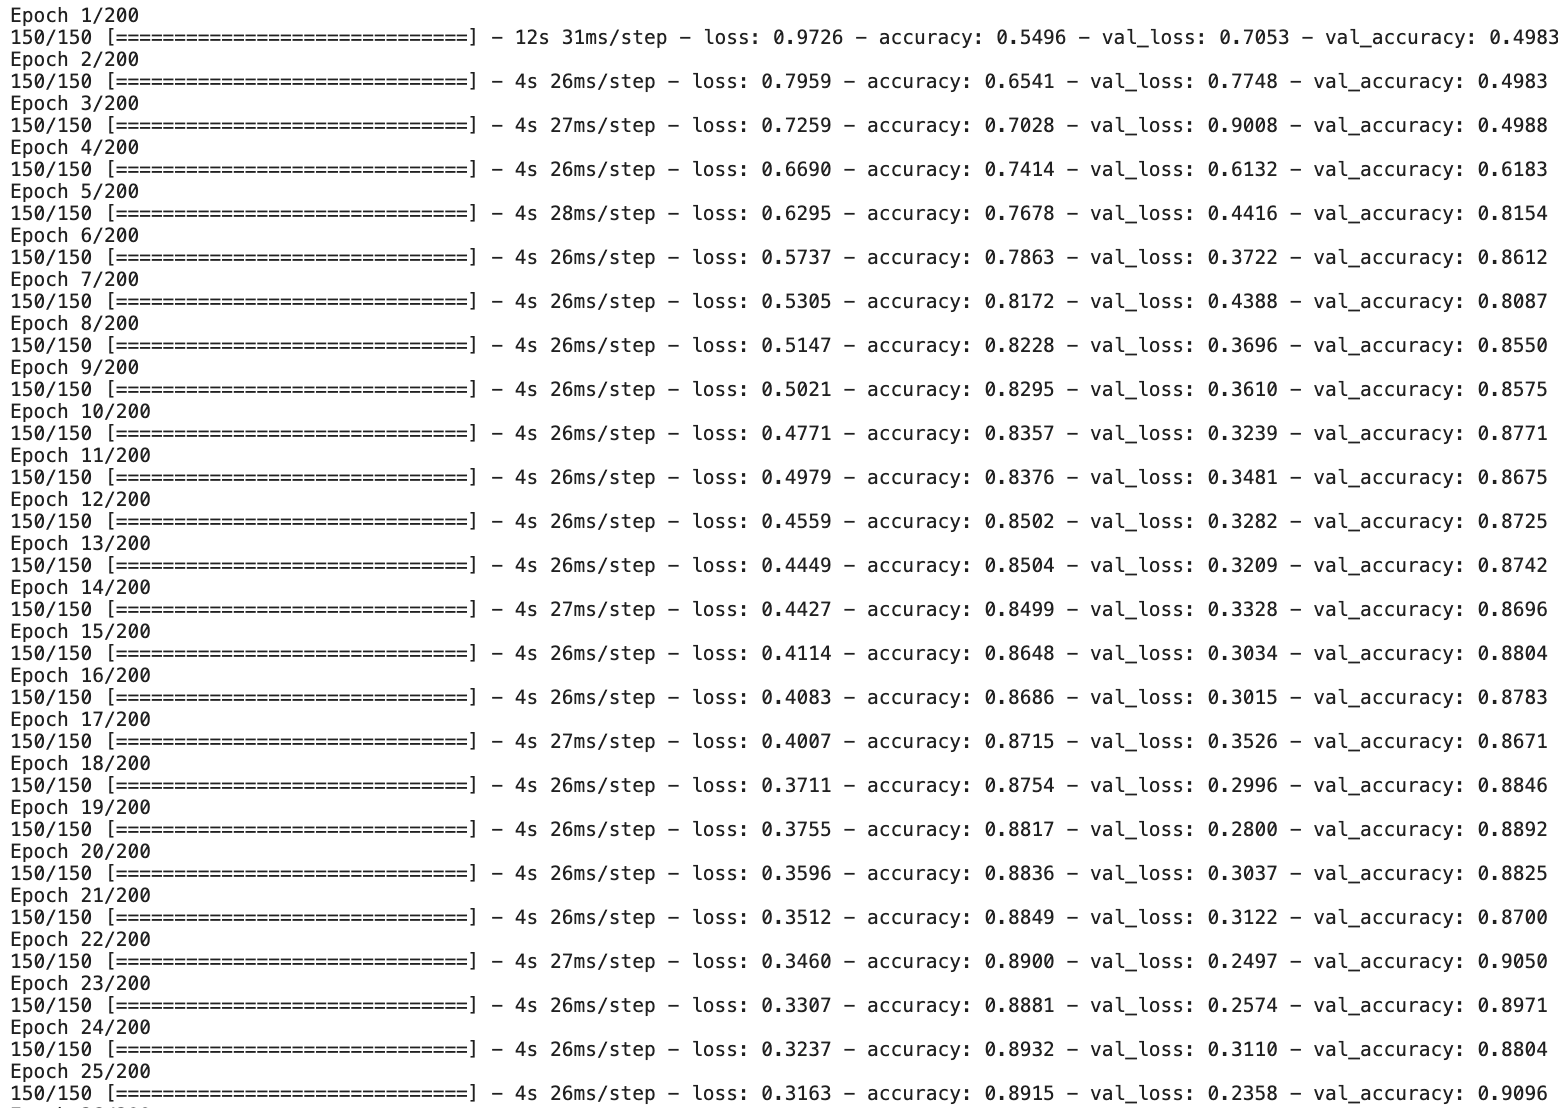 Epoch 1/200
150/150 [==============================] - 12s 31ms/step - loss: 0.9726 - accuracy: 0.5496 - val_loss: 0.7053 - val_accuracy: 0.4983
Epoch 2/200
150/150 [==============================] - 4s 26ms/step - loss: 0.7959 - accuracy: 0.6541 - val_loss: 0.7748 - val_accuracy: 0.4983
Epoch 3/200
150/150 [==============================] - 4s 27ms/step - loss: 0.7259 - accuracy: 0.7028 - val_loss: 0.9008 - val_accuracy: 0.4988
Epoch 4/200
150/150 [==============================] - 4s 26ms/step - loss: 0.6690 - accuracy: 0.7414 - val_loss: 0.6132 - val_accuracy: 0.6183
Epoch 5/200
150/150 [==============================] - 4s 28ms/step - loss: 0.6295 - accuracy: 0.7678 - val_loss: 0.4416 - val_accuracy: 0.8154
Epoch 6/200
150/150 [==============================] - 4s 26ms/step - loss: 0.5737 - accuracy: 0.7863 - val_loss: 0.3722 - val_accuracy: 0.8612
Epoch 7/200
150/150 [==============================] - 4s 26ms/step - loss: 0.5305 - accuracy: 0.8172 - val_loss: 0.4388 - val_accuracy: 0.8087
Epoch 8/200
150/150 [==============================] - 4s 26ms/step - loss: 0.5147 - accuracy: 0.8228 - val_loss: 0.3696 - val_accuracy: 0.8550
Epoch 9/200
150/150 [==============================] - 4s 26ms/step - loss: 0.5021 - accuracy: 0.8295 - val_loss: 0.3610 - val_accuracy: 0.8575
Epoch 10/200
150/150 [==============================] - 4s 26ms/step - loss: 0.4771 - accuracy: 0.8357 - val_loss: 0.3239 - val_accuracy: 0.8771
Epoch 11/200
150/150 [==============================] - 4s 26ms/step - loss: 0.4979 - accuracy: 0.8376 - val_loss: 0.3481 - val_accuracy: 0.8675
Epoch 12/200
150/150 [==============================] - 4s 26ms/step - loss: 0.4559 - accuracy: 0.8502 - val_loss: 0.3282 - val_accuracy: 0.8725
Epoch 13/200
150/150 [==============================] - 4s 26ms/step - loss: 0.4449 - accuracy: 0.8504 - val_loss: 0.3209 - val_accuracy: 0.8742
Epoch 14/200
150/150 [==============================] - 4s 27ms/step - loss: 0.4427 - accuracy: 0.8499 - val_loss: 0.3328 - val_accuracy: 0.8696
Epoch 15/200
150/150 [==============================] - 4s 26ms/step - loss: 0.4114 - accuracy: 0.8648 - val_loss: 0.3034 - val_accuracy: 0.8804
Epoch 16/200
150/150 [==============================] - 4s 26ms/step - loss: 0.4083 - accuracy: 0.8686 - val_loss: 0.3015 - val_accuracy: 0.8783
Epoch 17/200
150/150 [==============================] - 4s 27ms/step - loss: 0.4007 - accuracy: 0.8715 - val_loss: 0.3526 - val_accuracy: 0.8671
Epoch 18/200
150/150 [==============================] - 4s 26ms/step - loss: 0.3711 - accuracy: 0.8754 - val_loss: 0.2996 - val_accuracy: 0.8846
Epoch 19/200
150/150 [==============================] - 4s 26ms/step - loss: 0.3755 - accuracy: 0.8817 - val_loss: 0.2800 - val_accuracy: 0.8892
Epoch 20/200
150/150 [==============================] - 4s 26ms/step - loss: 0.3596 - accuracy: 0.8836 - val_loss: 0.3037 - val_accuracy: 0.8825
Epoch 21/200
150/150 [==============================] - 4s 26ms/step - loss: 0.3512 - accuracy: 0.8849 - val_loss: 0.3122 - val_accuracy: 0.8700
Epoch 22/200
150/150 [==============================] - 4s 27ms/step - loss: 0.3460 - accuracy: 0.8900 - val_loss: 0.2497 - val_accuracy: 0.9050
Epoch 23/200
150/150 [==============================] - 4s 26ms/step - loss: 0.3307 - accuracy: 0.8881 - val_loss: 0.2574 - val_accuracy: 0.8971
Epoch 24/200
150/150 [==============================] - 4s 26ms/step - loss: 0.3237 - accuracy: 0.8932 - val_loss: 0.3110 - val_accuracy: 0.8804
Epoch 25/200
150/150 [==============================] - 4s 26ms/step - loss: 0.3163 - accuracy: 0.8915 - val_loss: 0.2358 - val_accuracy: 0.9096